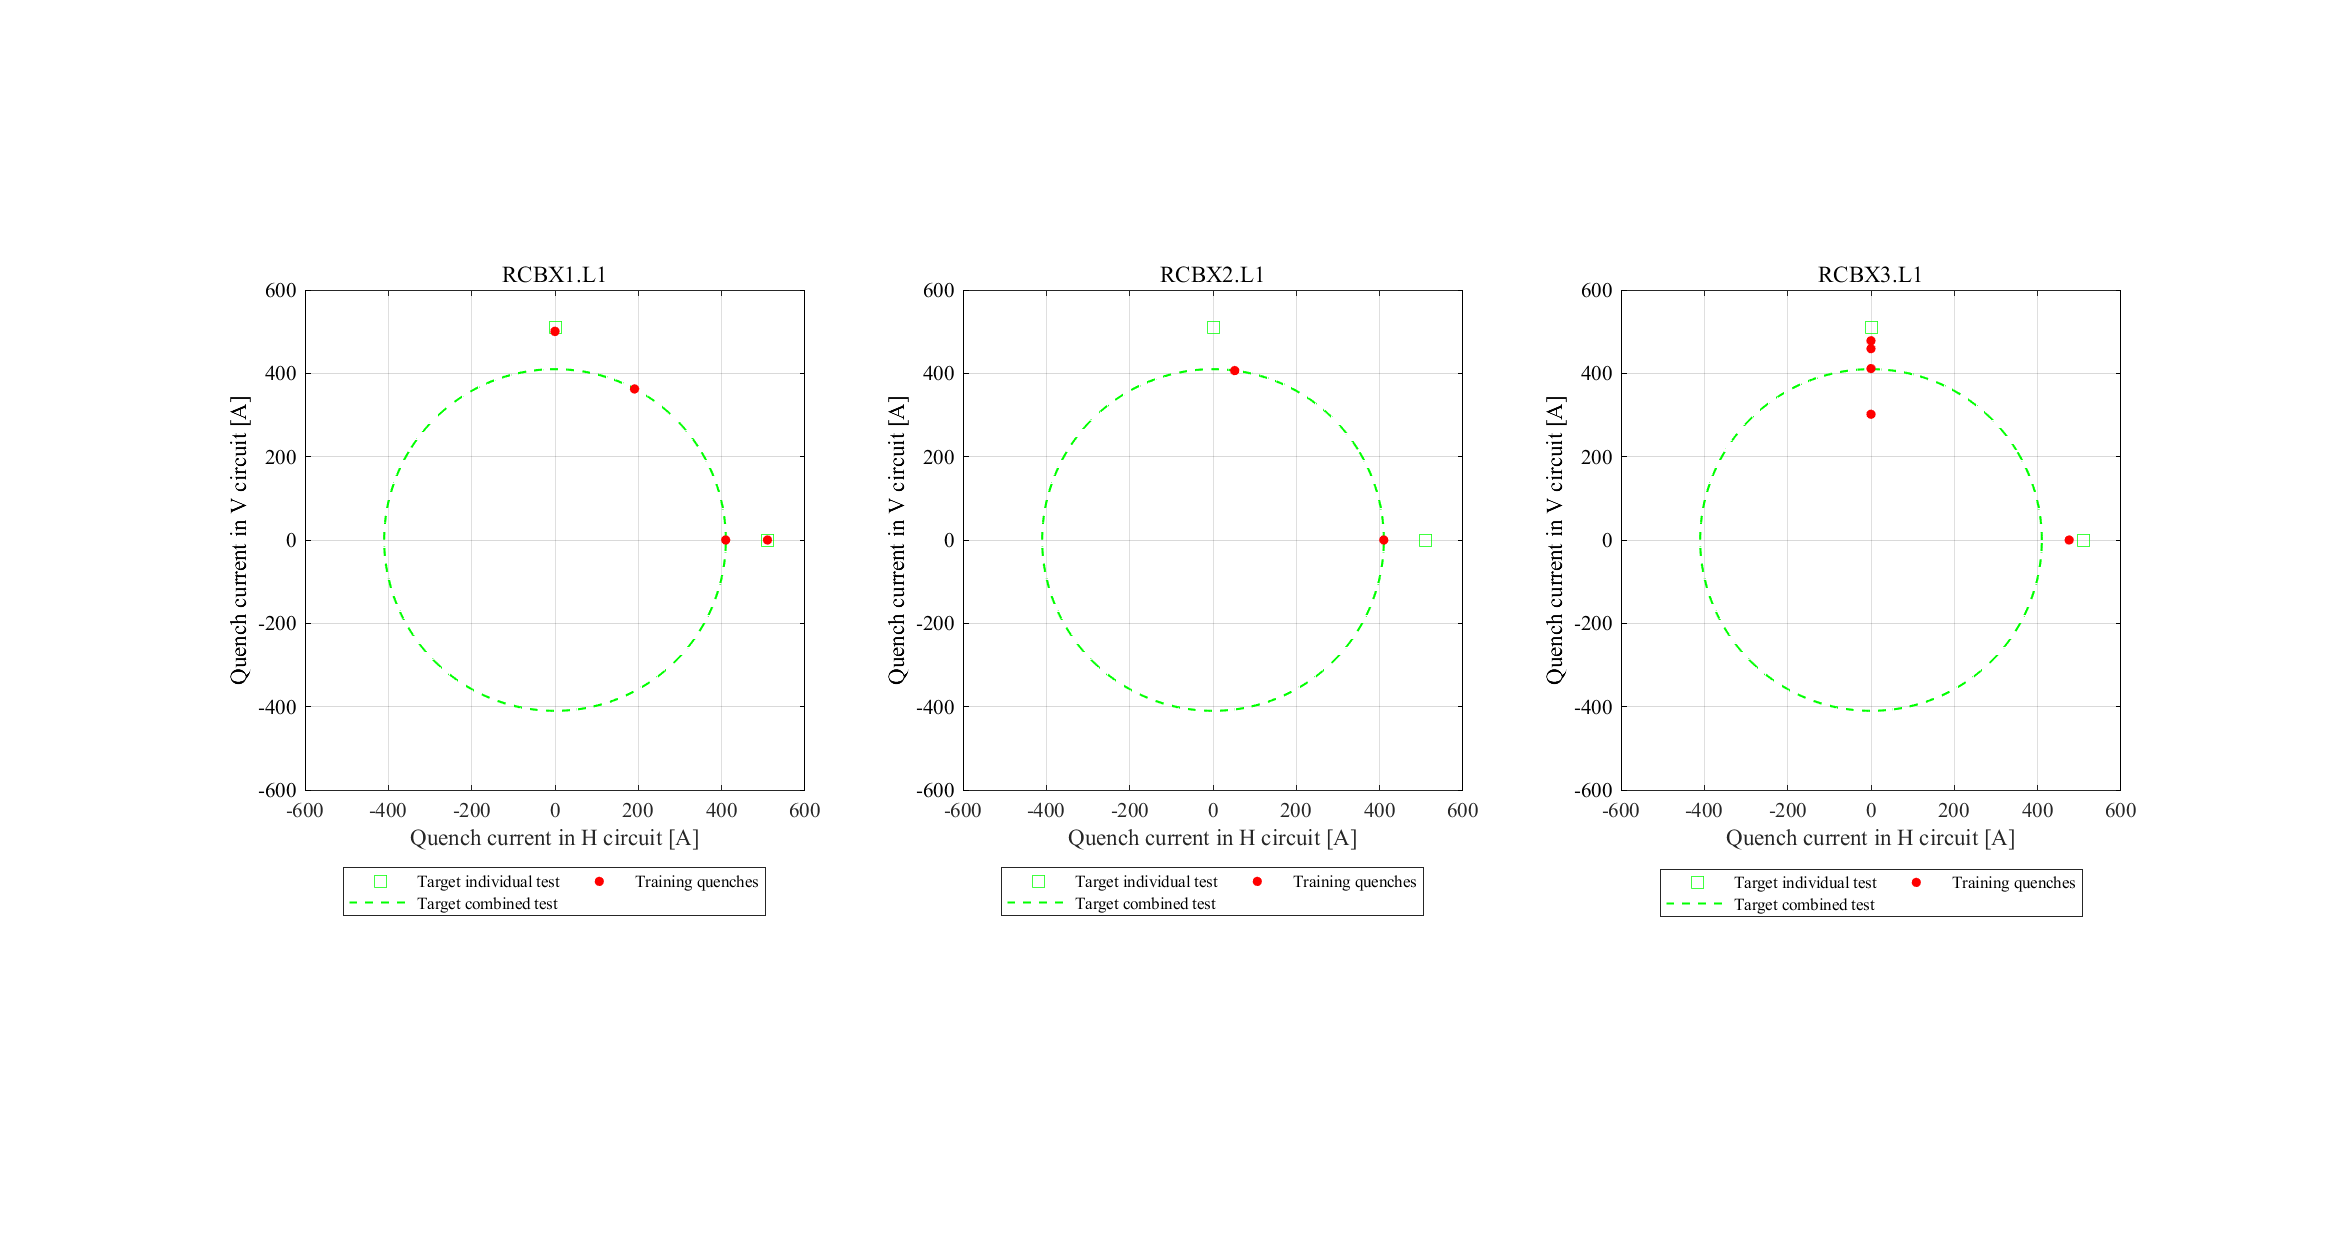 RCBX1.L1
600
400
200
0
-200
-400
-600
-600 -400 -200 0 200 400 600
Quench current in V circuit [A]
Quench current in H circuit [A]
Target individual test
Training quenches
Target combined test
RCBX2.L1
600
400
200
0
-200
-400
-600
-600 -400 -200 0 200 400 600
Quench current in V circuit [A]
Quench current in H circuit [A]
Target individual test
Training quenches
Target combined test
RCBX3.L1
600
400
200
0
-200
-400
-600
-600 -400 -200 0 200 400 600
Quench current in V circuit [A]
Quench current in H circuit [A]
Target individual test
Training quenches
Target combined test